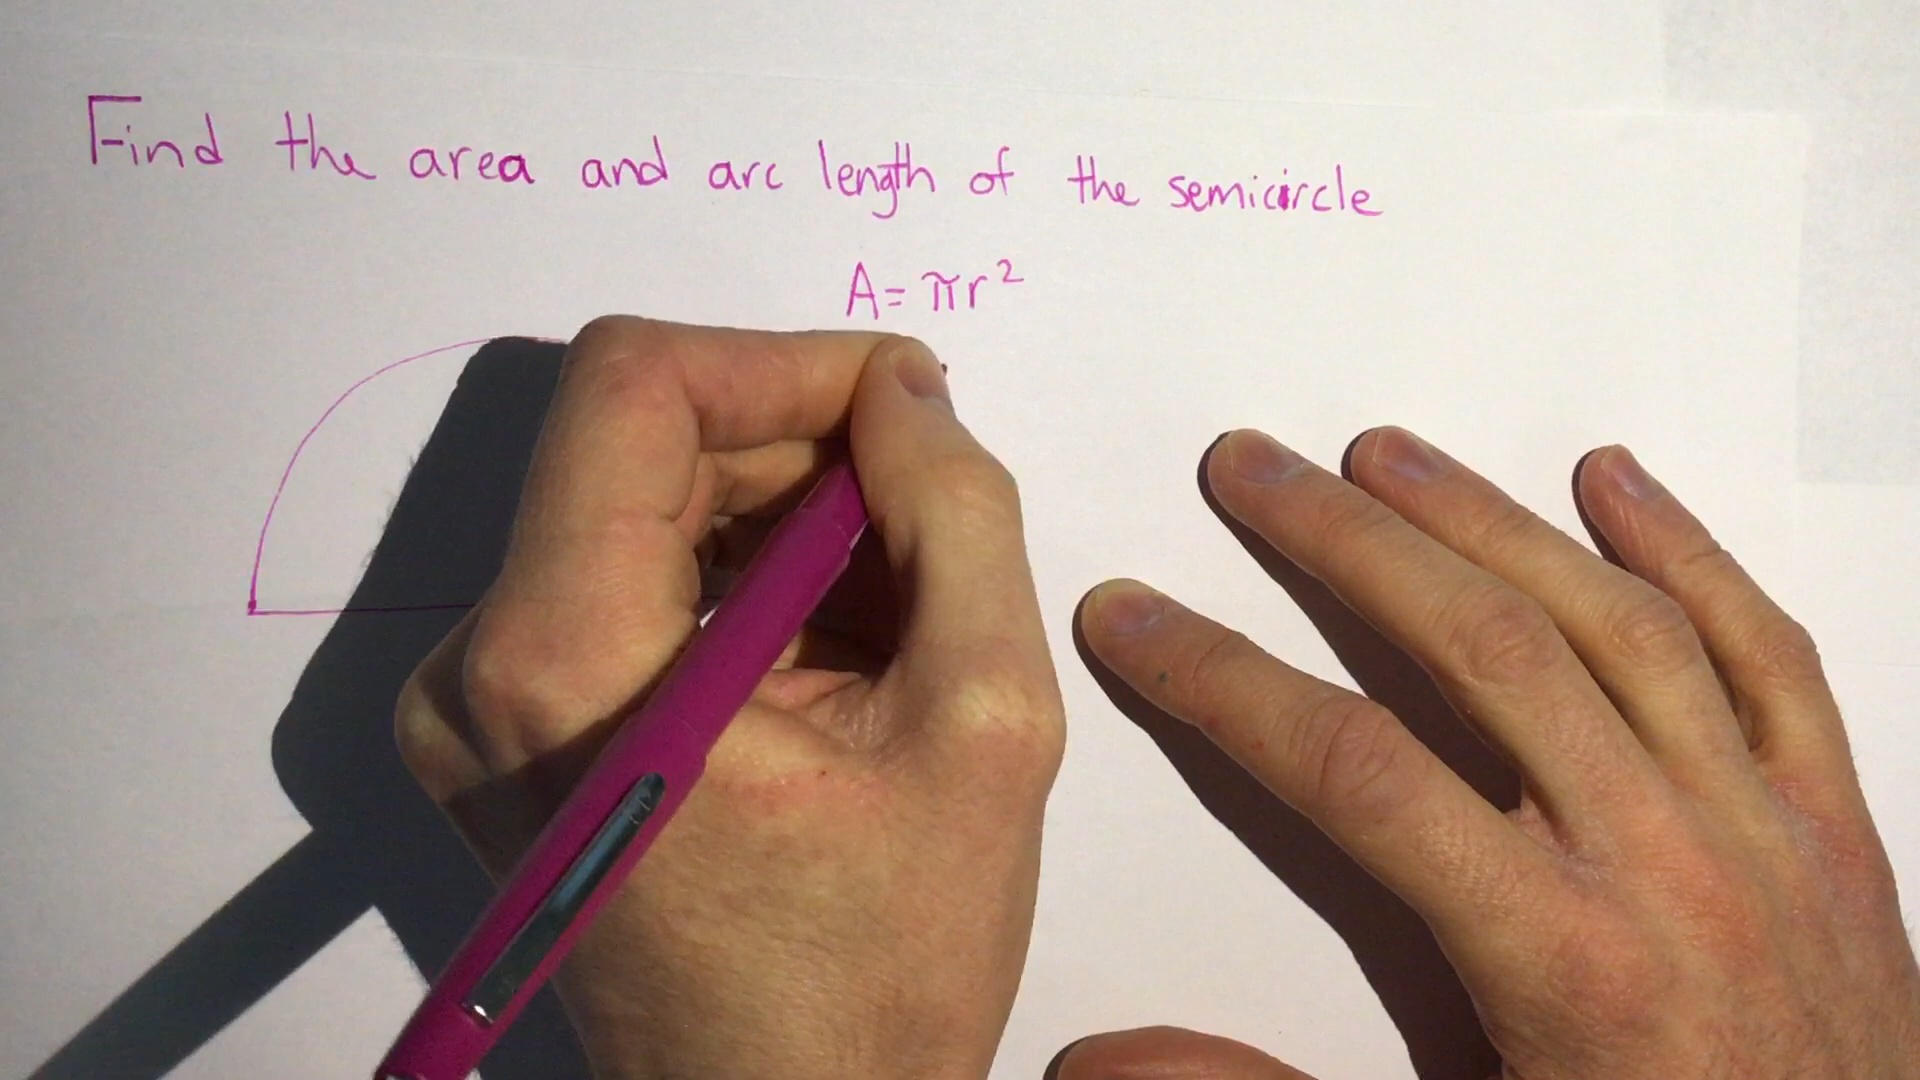 Find the area and arc length of the semicircle
A = πr²